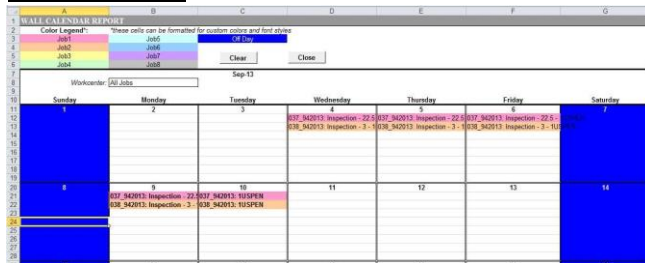 A B C D E F G
1 WALL CALENDAR REPORT
2 Color Legend*: *these cells can be formatted for custom colors and font styles
3 Job1 Job5 Off Day
4 Job2 Job6
5 Job3 Job7 Clear Close
6 Job4 Job8
7 Sep-13
8 Workcenter: All Jobs
9
10 Sunday Monday Tuesday Wednesday Thursday Friday Saturday
11 1 2 3 4 5 6 7
12 037_942013: Inspection - 22.5 037_942013: Inspection - 22.5 037_942013: Inspection - 22.5 -
13 038_942013: Inspection - 3 - 1 038_942013: Inspection - 3 - 1 038_942013: Inspection - 3 - 1USPEN
14
15
16
17
18
19
20 8 9 10 11 12 13 14
21 037_942013: Inspection - 22.5 037_942013: 1USPEN
22 038_942013: Inspection - 3 - 038_942013: 1USPEN
23
24
25
26
27
28